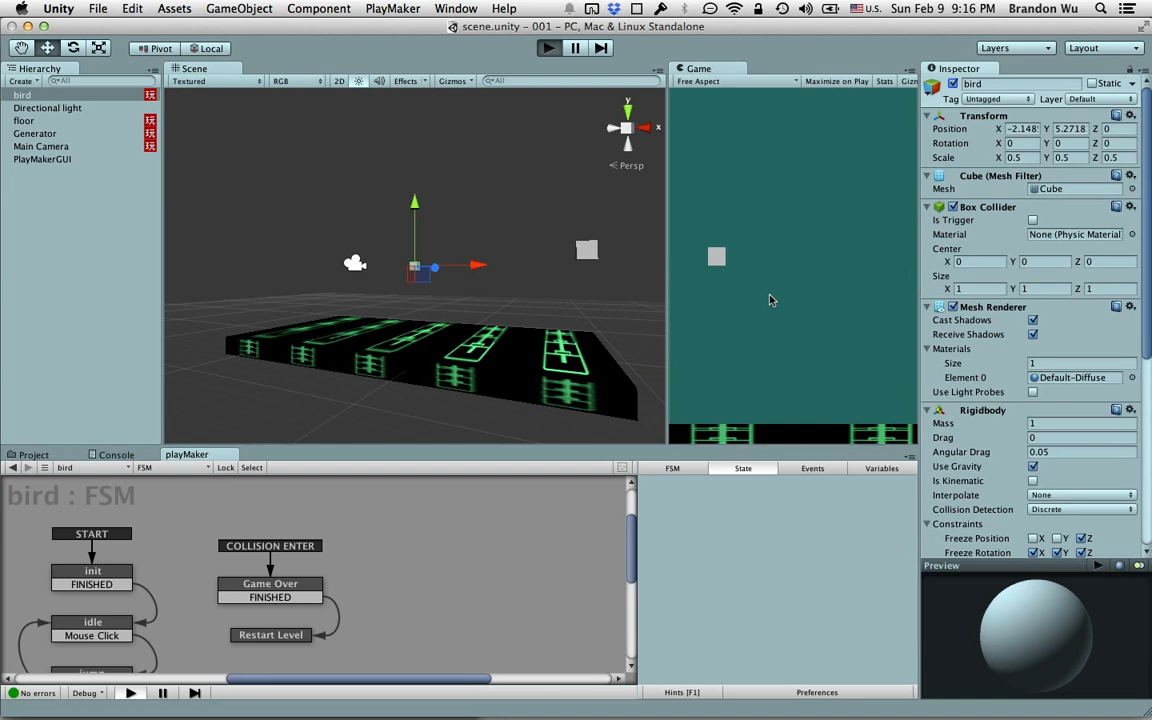 Unity File Edit Assets GameObject Component PlayMaker Window Help U.S. Sun Feb 9 9:16 PM Brandon Wu
scene.unity - 001 - PC, Mac & Linux Standalone
Pivot Local Layers Layout
Hierarchy
Create All
bird 玩
Directional light
floor 玩
Generator 玩
Main Camera 玩
PlayMakerGUI
Scene
Textured RGB 2D Effects Gizmos All
y
x
Persp
Game
Free Aspect Maximize on Play Stats Gizn
Inspector
bird Static
Tag Untagged Layer Default
Transform
Position X -2.148 Y 5.2718 Z 0
Rotation X 0 Y 0 Z 0
Scale X 0.5 Y 0.5 Z 0.5
Cube (Mesh Filter)
Mesh Cube
Box Collider
Is Trigger
Material None (Physic Material
Center
X 0 Y 0 Z 0
Size
X 1 Y 1 Z 1
Mesh Renderer
Cast Shadows
Receive Shadows
Materials
Size 1
Element 0 Default-Diffuse
Use Light Probes
Rigidbody
Mass 1
Drag 0
Angular Drag 0.05
Use Gravity
Is Kinematic
Interpolate None
Collision Detection Discrete
Constraints
Freeze Position X Y Z
Freeze Rotation X Y Z
Preview
Project Console playMaker
bird FSM Lock Select
FSM State Events Variables
bird : FSM
START
init
FINISHED
idle
Mouse Click
COLLISION ENTER
Game Over
FINISHED
Restart Level
No errors Debug Hints [F1] Preferences